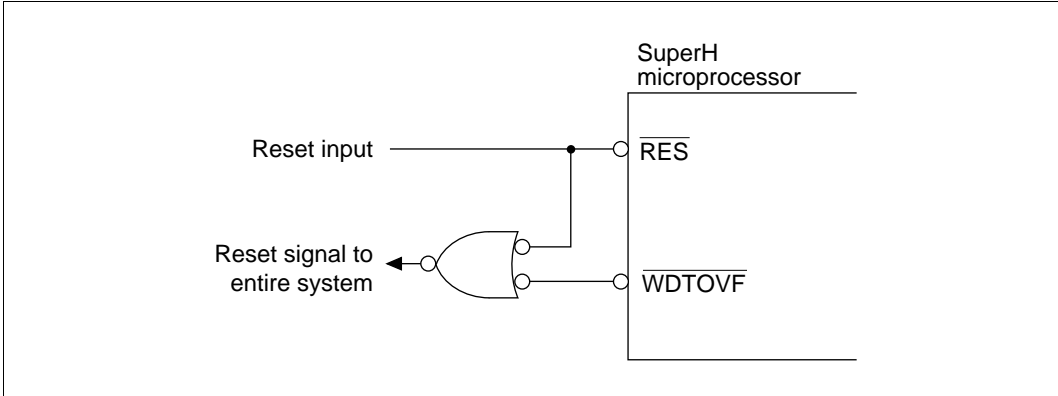 SuperH
microprocessor
Reset input
RES
Reset signal to
entire system
WDTOVF